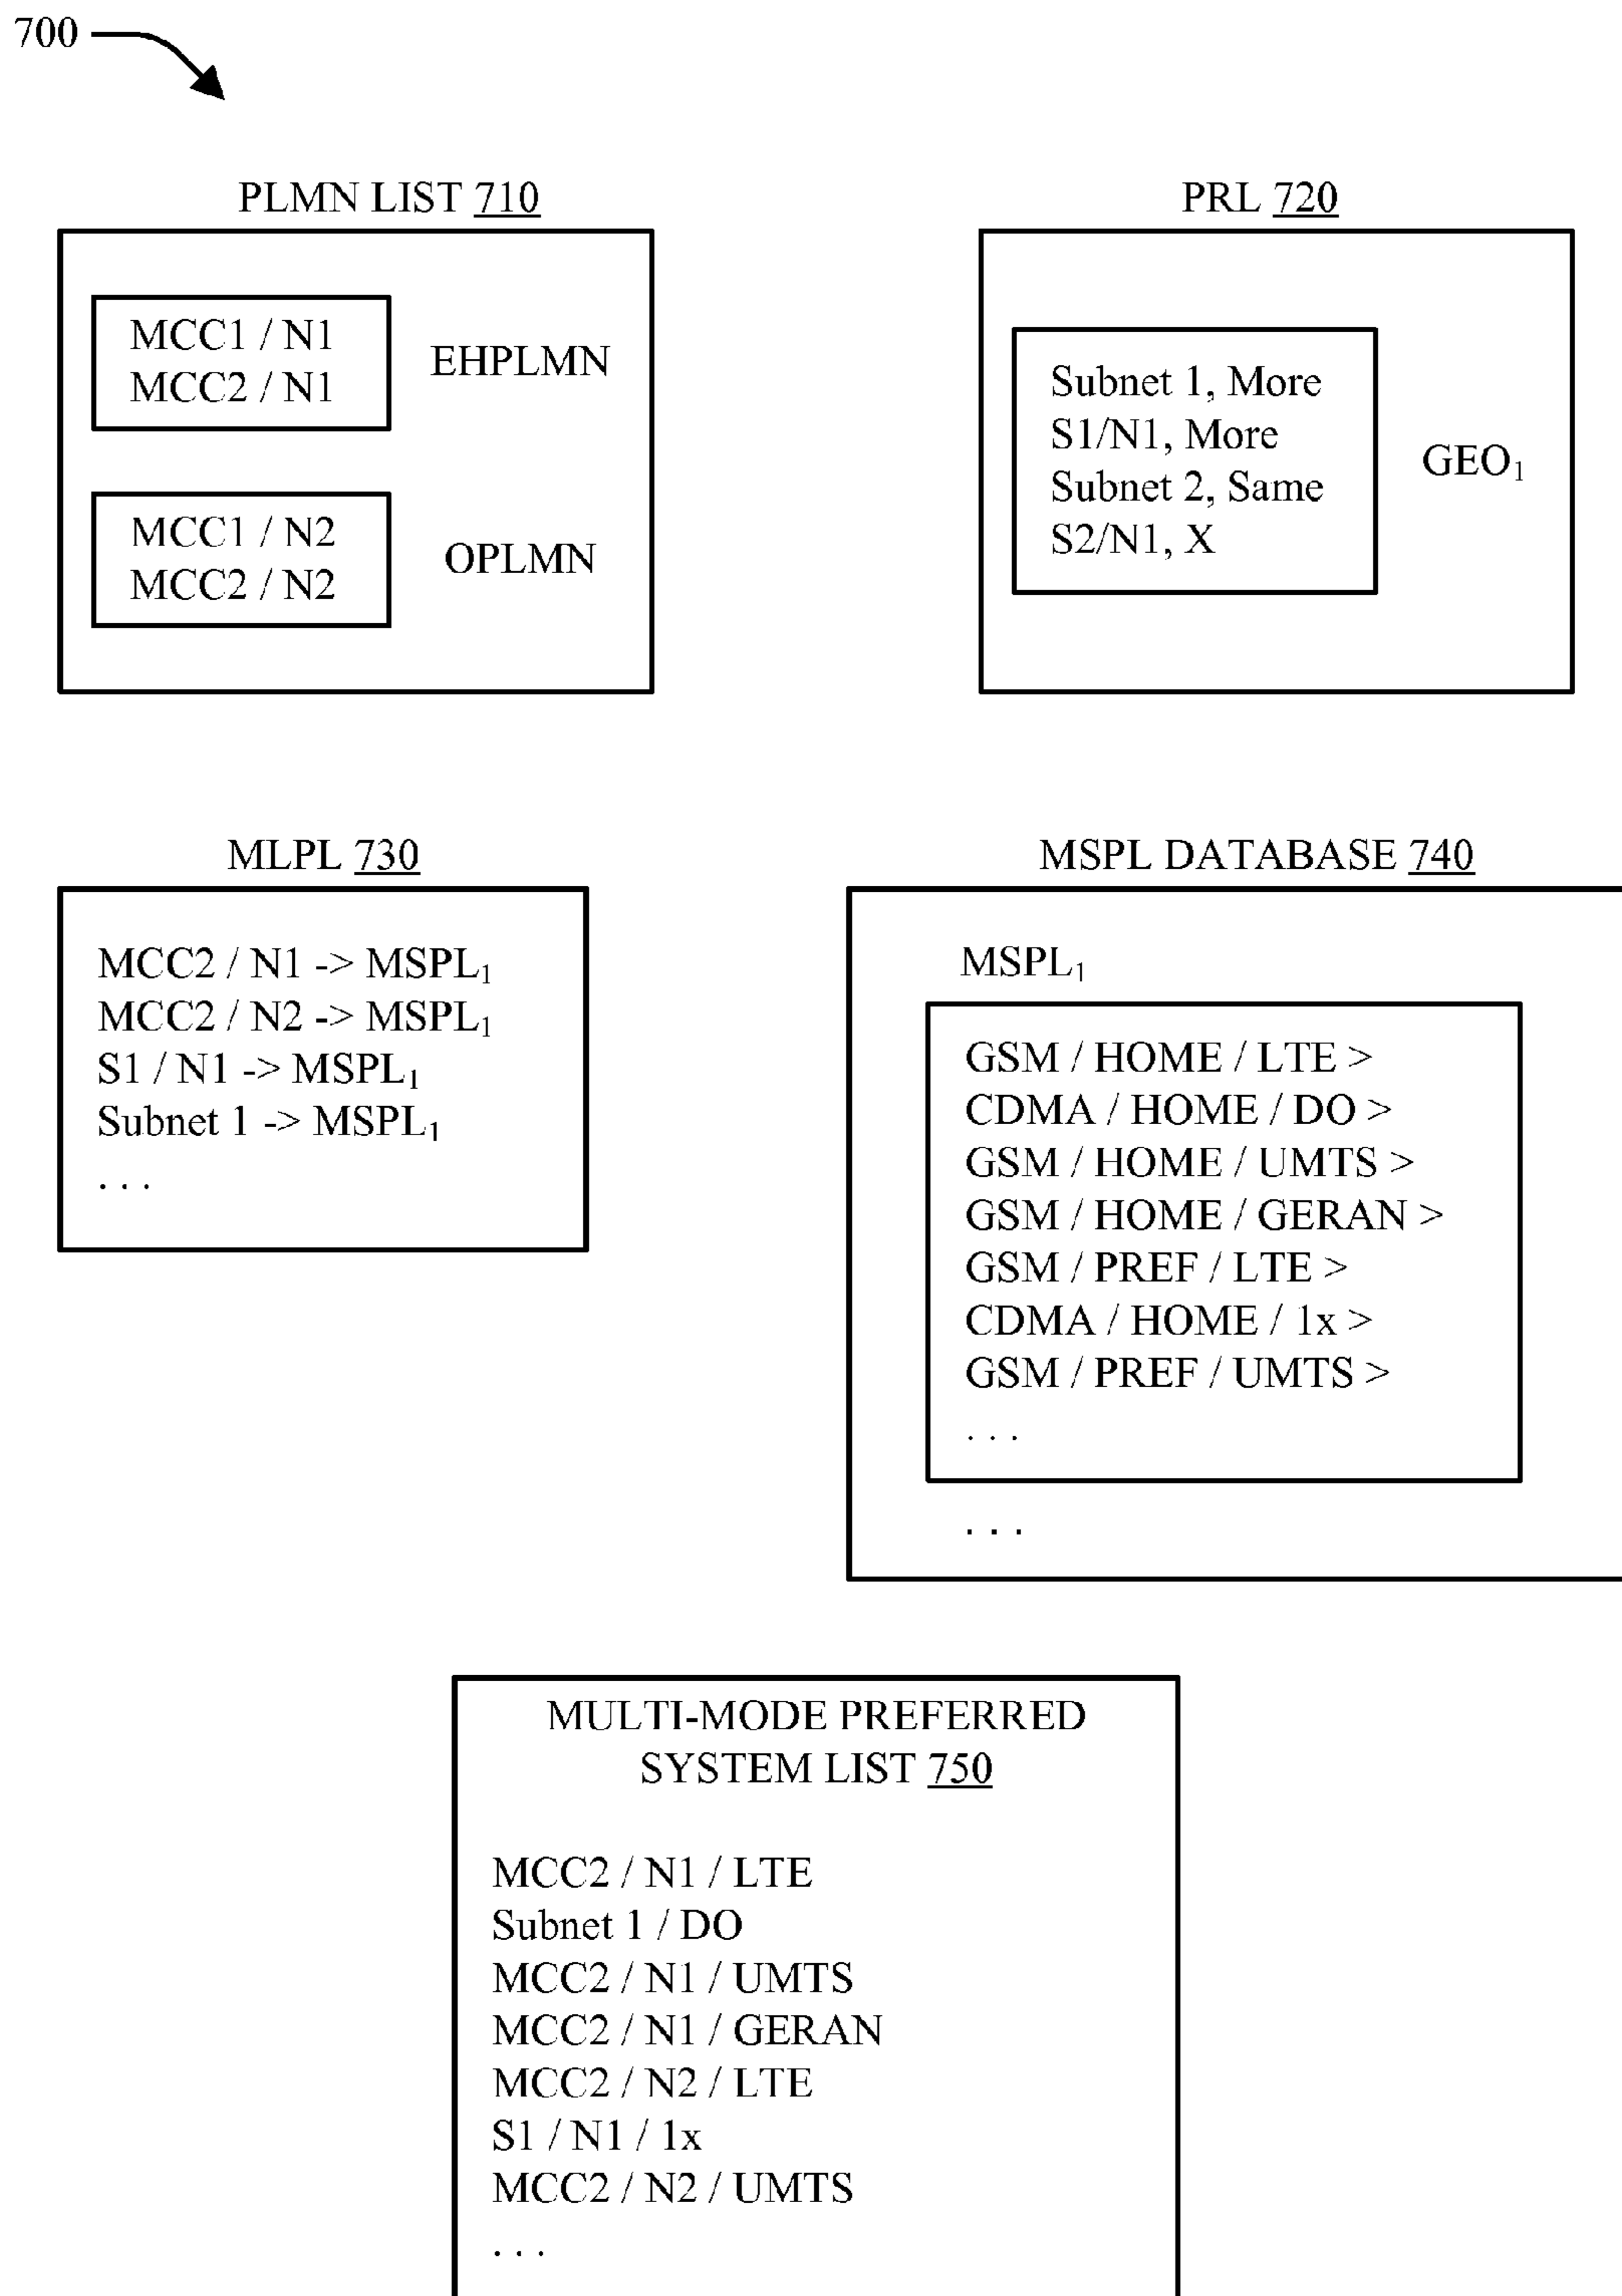 700
PLMN LIST 710
MCC1 / N1
MCC2 / N1
EHPLMN
MCC1 / N2
MCC2 / N2
OPLMN
PRL 720
Subnet 1, More
S1/N1, More
Subnet 2, Same
S2/N1, X
GEO₁
MLPL 730
MCC2 / N1 -> MSPL₁
MCC2 / N2 -> MSPL₁
S1 / N1 -> MSPL₁
Subnet 1 -> MSPL₁
. . .
MSPL DATABASE 740
MSPL₁
GSM / HOME / LTE >
CDMA / HOME / DO >
GSM / HOME / UMTS >
GSM / HOME / GERAN >
GSM / PREF / LTE >
CDMA / HOME / 1x >
GSM / PREF / UMTS >
. . .
. . .
MULTI-MODE PREFERRED
SYSTEM LIST 750
MCC2 / N1 / LTE
Subnet 1 / DO
MCC2 / N1 / UMTS
MCC2 / N1 / GERAN
MCC2 / N2 / LTE
S1 / N1 / 1x
MCC2 / N2 / UMTS
. . .